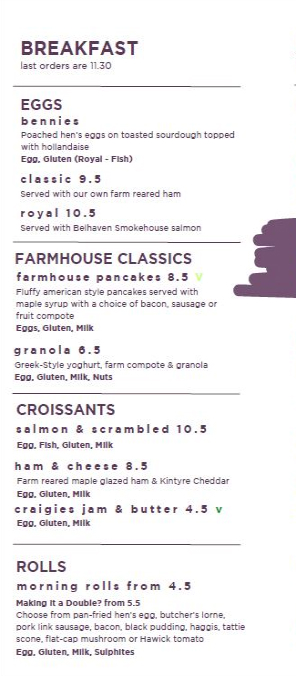 BREAKFAST
last orders are 11.30
EGGS
bennies
Poached hen's eggs on toasted sourdough topped
with hollandaise
Egg, Gluten (Royal - Fish)
classic 9.5
Served with our own farm reared ham
royal 10.5
Served with Belhaven Smokehouse salmon
FARMHOUSE CLASSICS
farmhouse pancakes 8.5 V
Fluffy american style pancakes served with
maple syrup with a choice of bacon, sausage or
fruit compote
Eggs, Gluten, Milk
granola 6.5
Greek-Style yoghurt, farm compote & granola
Egg, Gluten, Milk, Nuts
CROISSANTS
salmon & scrambled 10.5
Egg, Fish, Gluten, Milk
ham & cheese 8.5
Farm reared maple glazed ham & Kintyre Cheddar
Egg, Gluten, Milk
craigies jam & butter 4.5 v
Egg, Gluten, Milk
ROLLS
morning rolls from 4.5
Making it a Double? from 5.5
Choose from pan-fried hen's egg, butcher's lorne,
pork link sausage, bacon, black pudding, haggis, tattie
scone, flat-cap mushroom or Hawick tomato
Egg, Gluten, Milk, Sulphites